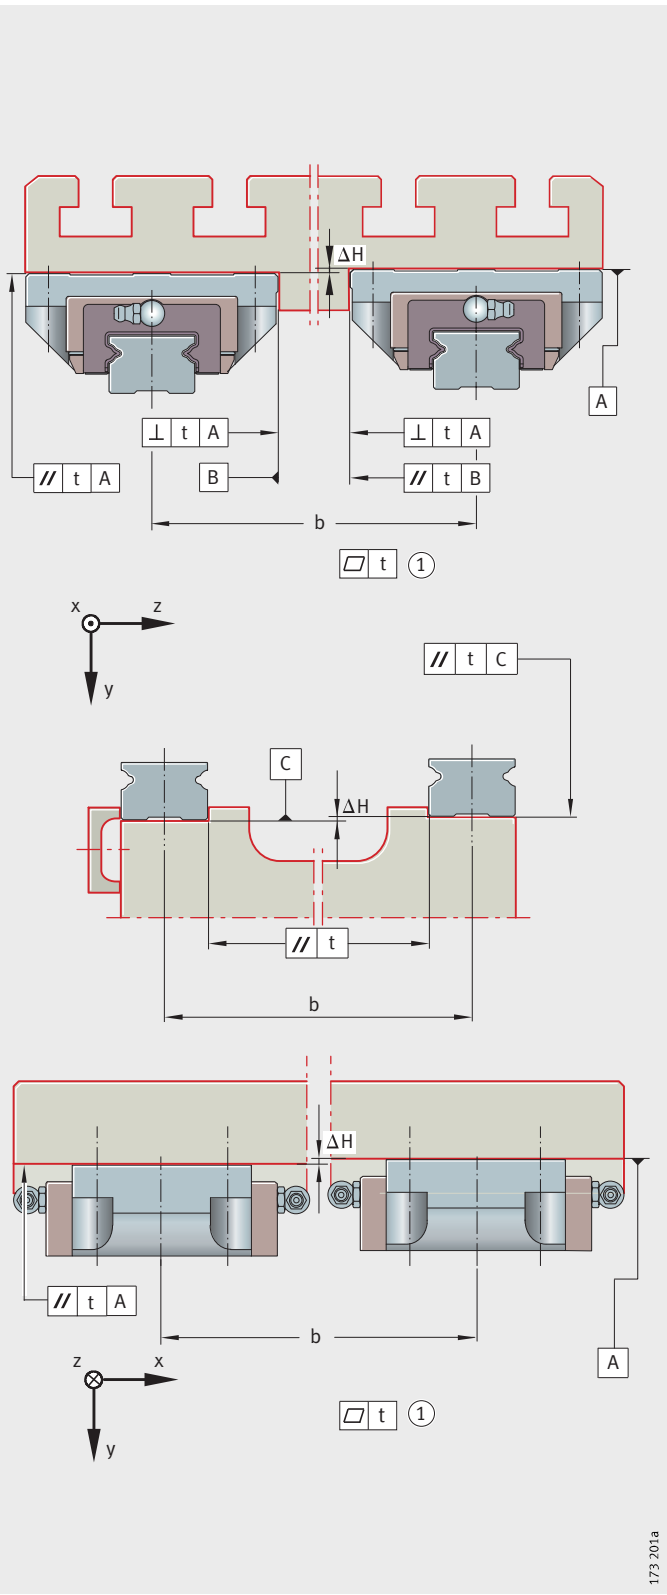 ΔH
A
⊥ t A
⊥ t A
// t A
B
// t B
b
⏥ t 1
x z
y
// t C
C
ΔH
// t
b
ΔH
// t A
b
A
z x
y
⏥ t 1
173 201a